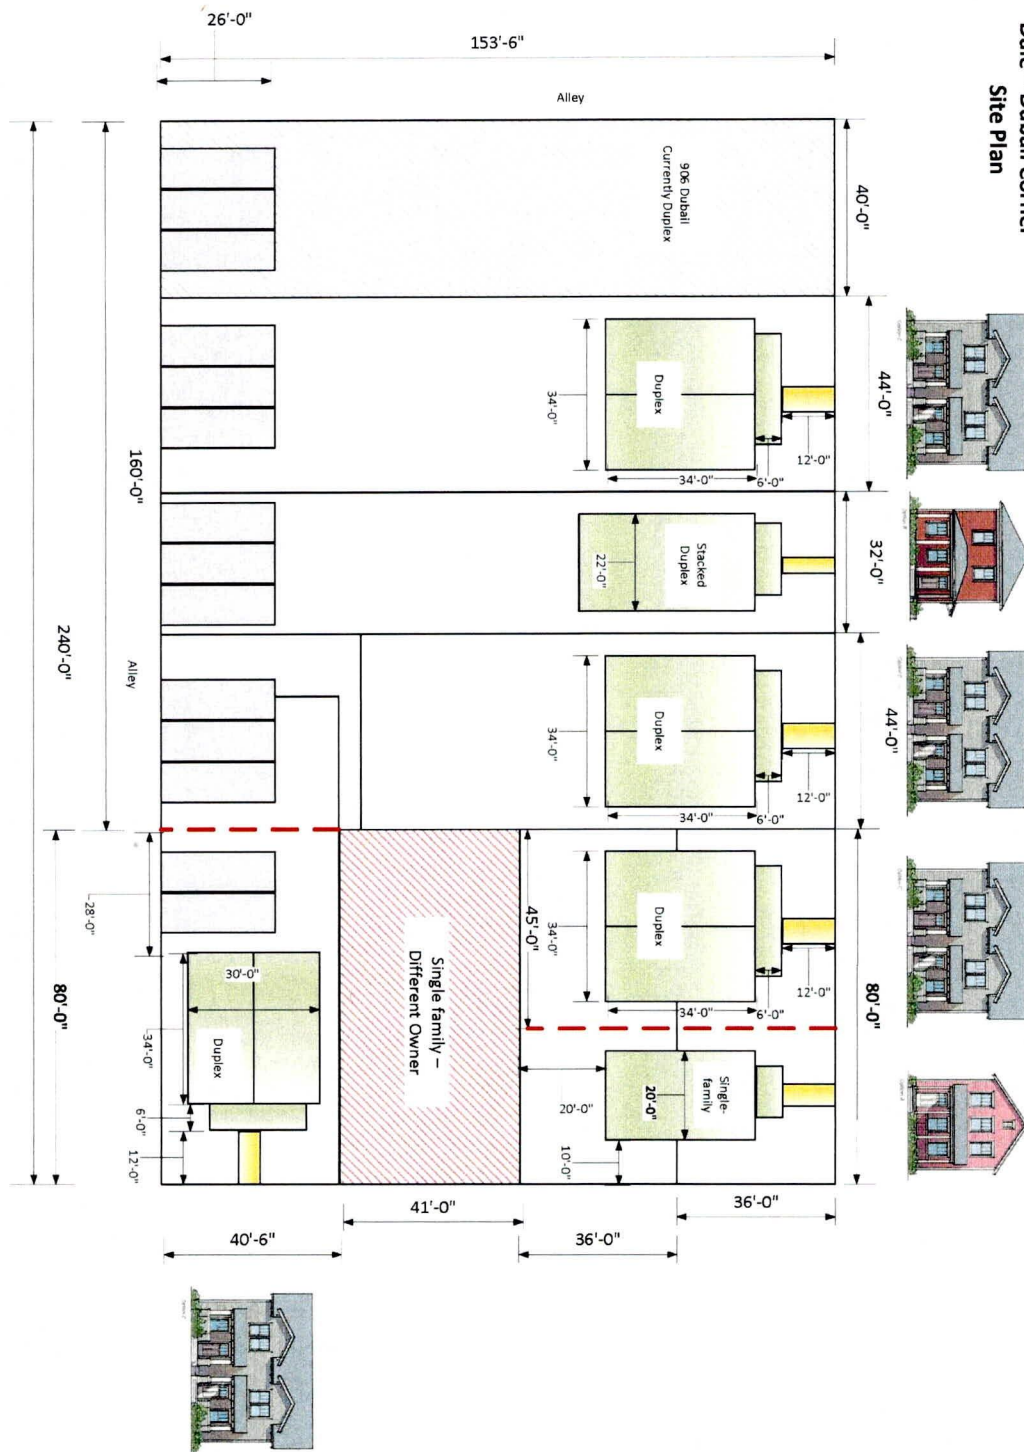 Dubail Corner
Site Plan
26'-0"
153'-6"
Alley
906 Dubail
Currently Duplex
40'-0"
44'-0"
Duplex
34'-0"
34'-0"
6'-0"
12'-0"
160'-0"
32'-0"
Stacked
Duplex
22'-0"
240'-0"
Alley
44'-0"
Duplex
34'-0"
34'-0"
6'-0"
12'-0"
80'-0"
Duplex
34'-0"
45'-0"
34'-0"
6'-0"
12'-0"
28'-0"
80'-0"
30'-0"
Duplex
34'-0"
6'-0"
12'-0"
Single family –
Different Owner
Single-
family
20'-0"
20'-0"
10'-0"
40'-6"
41'-0"
36'-0"
36'-0"